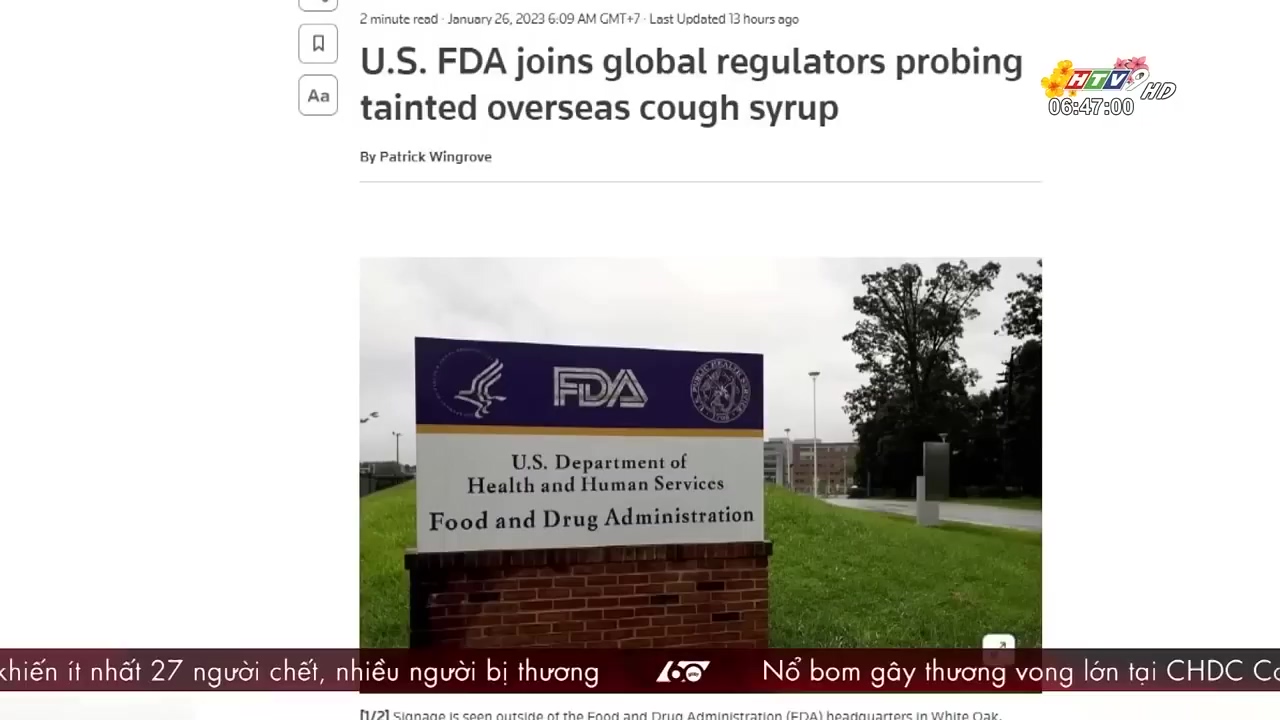 2 minute read · January 26, 2023 6:09 AM GMT+7 · Last Updated 13 hours ago
U.S. FDA joins global regulators probing
tainted overseas cough syrup
Aa
HTV9 HD
06:47:00
By Patrick Wingrove
FDA
U.S. Department of
Health and Human Services
Food and Drug Administration
khiến ít nhất 27 người chết, nhiều người bị thương
60 giây
Nổ bom gây thương vong lớn tại CHDC
[1/2] Signage is seen outside of the Food and Drug Administration (FDA) headquarters in White Oak,